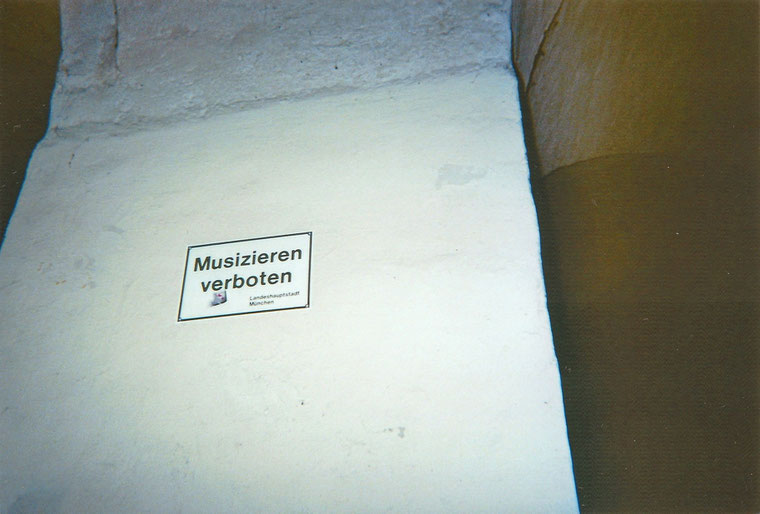 Musizieren
verboten
Landeshauptstadt
München